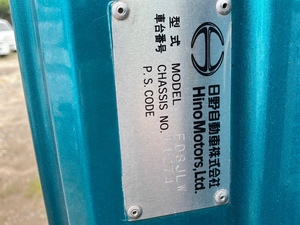 日野自動車株式会社
HinoMotors,Ltd.
型式 MODEL FD3JLW
車台番号 CHASSIS NO.
P.S.CODE